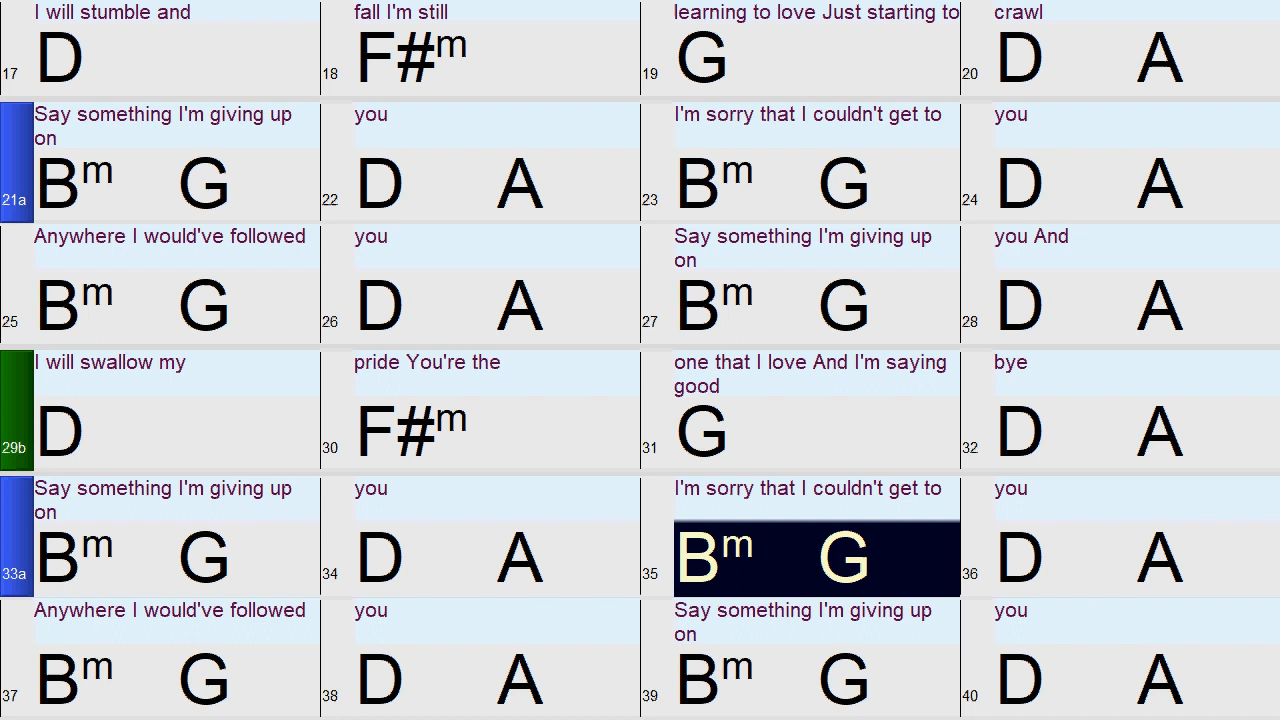 I will stumble and fall I'm still learning to love Just starting to crawl
17 D 18 F#m 19 G 20 D A
Say something I'm giving up you I'm sorry that I couldn't get to you
on
21a Bm G 22 D A 23 Bm G 24 D A
Anywhere I would've followed you Say something I'm giving up you And
on
25 Bm G 26 D A 27 Bm G 28 D A
I will swallow my pride You're the one that I love And I'm saying bye
good
29b D 30 F#m 31 G 32 D A
Say something I'm giving up you I'm sorry that I couldn't get to you
on
33a Bm G 34 D A 35 Bm G 36 D A
Anywhere I would've followed you Say something I'm giving up you
on
37 Bm G 38 D A 39 Bm G 40 D A